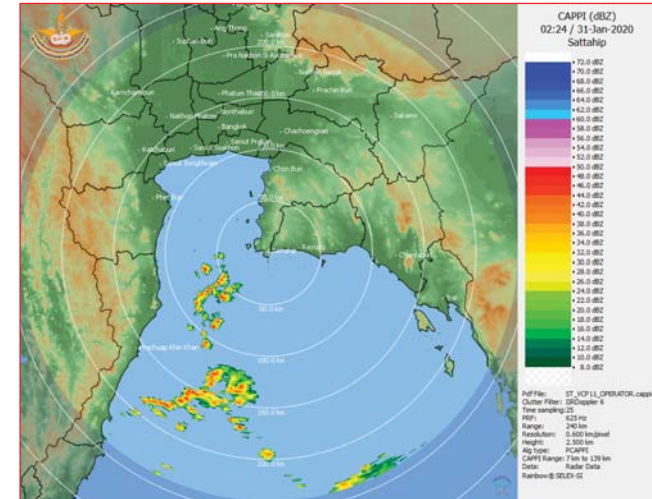 CAPPI (dBZ)
02:24 / 31-Jan-2020
Sattahip
72.0 dBZ
70.0 dBZ
68.0 dBZ
66.0 dBZ
64.0 dBZ
62.0 dBZ
60.0 dBZ
58.0 dBZ
56.0 dBZ
54.0 dBZ
52.0 dBZ
50.0 dBZ
48.0 dBZ
46.0 dBZ
44.0 dBZ
42.0 dBZ
40.0 dBZ
38.0 dBZ
36.0 dBZ
34.0 dBZ
32.0 dBZ
30.0 dBZ
28.0 dBZ
26.0 dBZ
24.0 dBZ
22.0 dBZ
20.0 dBZ
18.0 dBZ
16.0 dBZ
14.0 dBZ
12.0 dBZ
10.0 dBZ
8.0 dBZ
Pdf File: ST_VCP11_OPERATOR.cappi
Clutter Filter: IIRDoppler 6
Time sampling: 25
PRF: 625 Hz
Range: 240 km
Resolution: 0.600 km/pixel
Height: 2.500 km
Alg type: PCAPPI
CAPPI Range: 7 km to 139 km
Data: Radar Data
Rainbow® SELEX-SI
Ang Thong
Suphan Buri
Pra Nakhon Si Ayutthaya
Nakhon Nayok
Kanchanaburi
Phatum Thani
Prachin Buri
Nakhon Pathom
Nonthaburi
Sakaeo
Bangkok
Chachoengsao
Samut Prakan
Ratchaburi
Samut Sakhon
Samut Songkhram
Chon Buri
Rayong
50.0 km
100.0 km
150.0 km
200.0 km